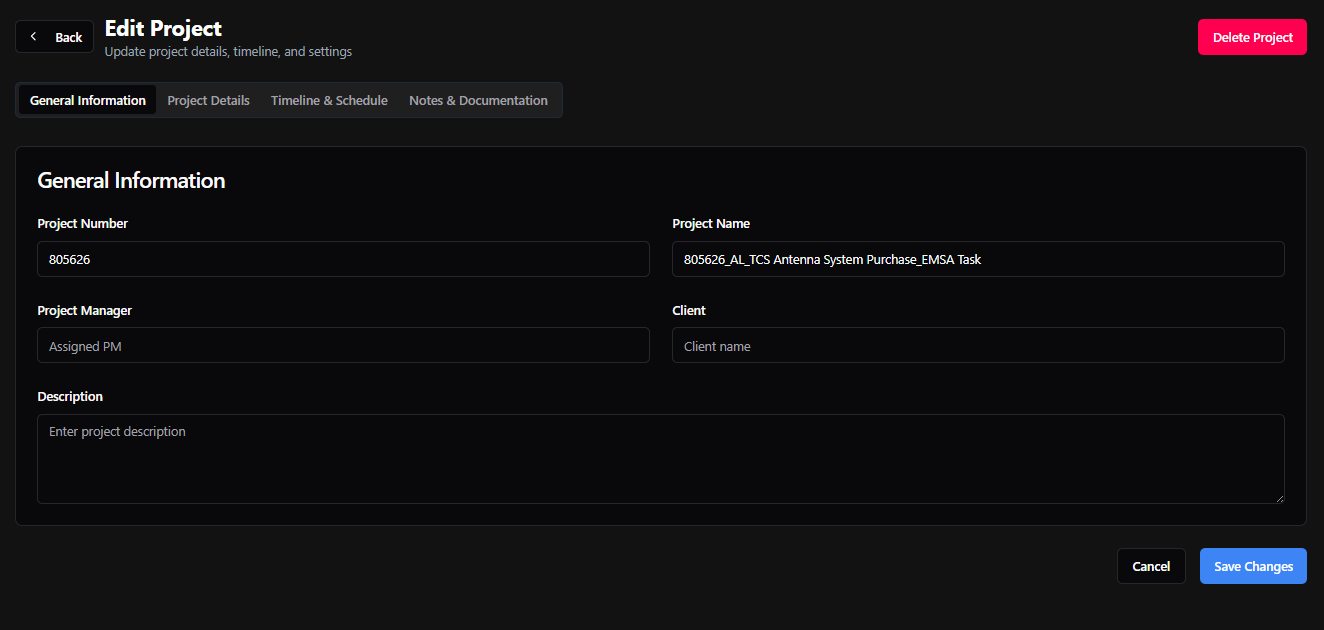 Back
Edit Project
Update project details, timeline, and settings
Delete Project
General Information
Project Details
Timeline & Schedule
Notes & Documentation
General Information
Project Number
Project Name
805626
805626_AL_TCS Antenna System Purchase_EMSA Task
Project Manager
Client
Assigned PM
Client name
Description
Enter project description
Cancel
Save Changes